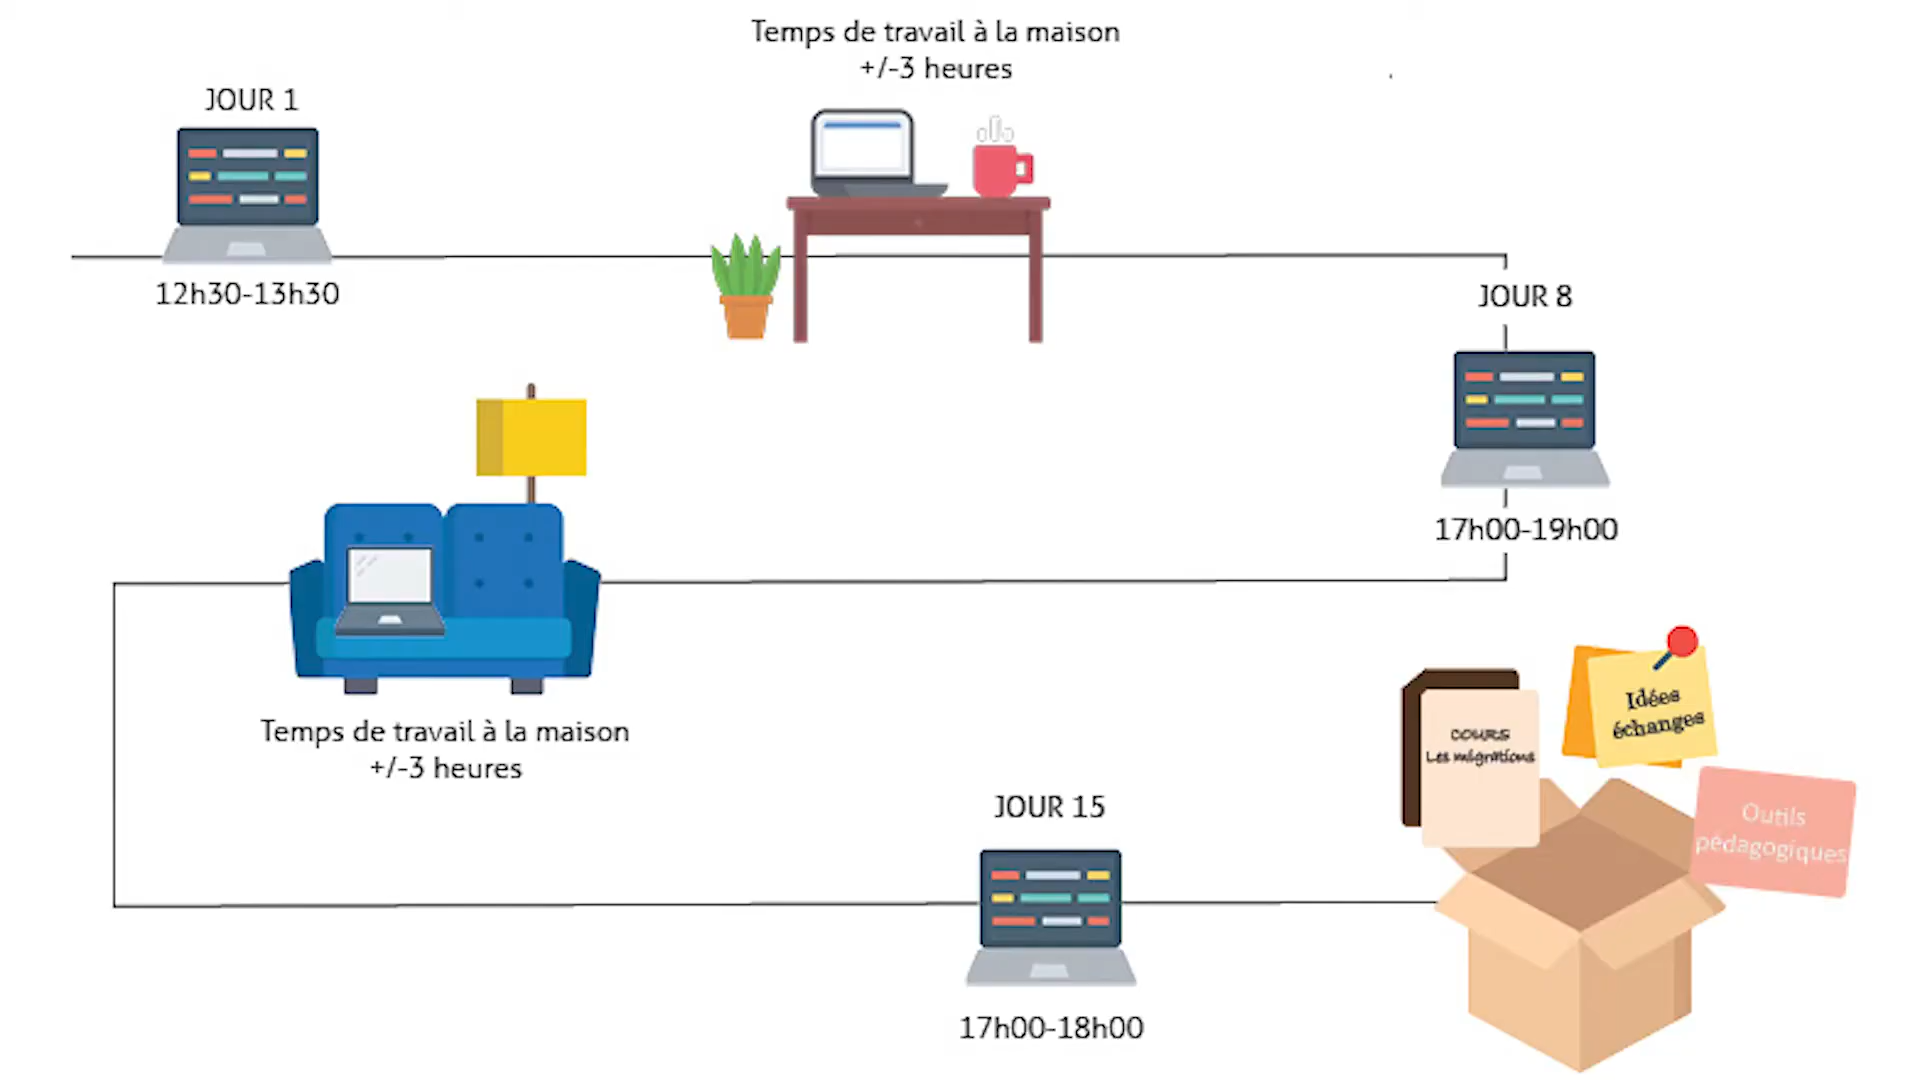 Temps de travail à la maison
+/-3 heures
JOUR 1
12h30-13h30
JOUR 8
17h00-19h00
Temps de travail à la maison
+/-3 heures
JOUR 15
17h00-18h00
COURS
Les migrations
Idées
échanges
Outils
pédagogiques